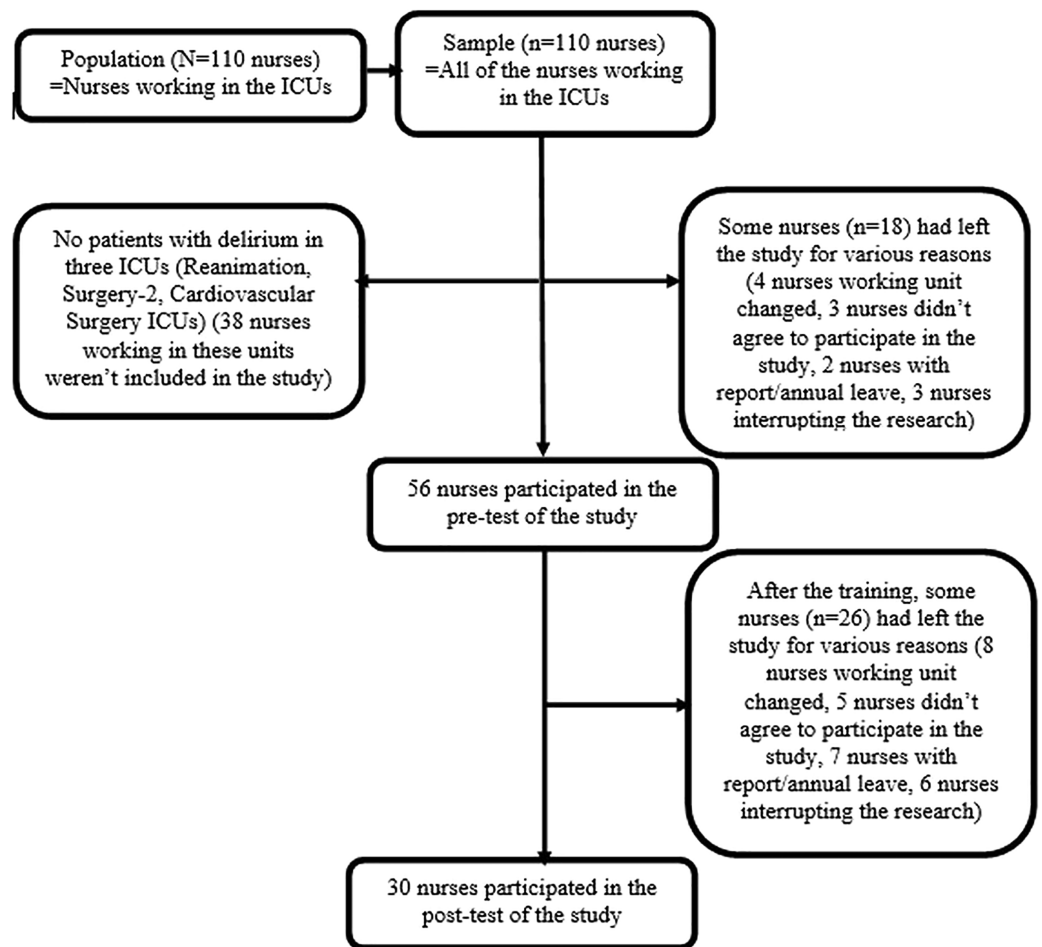 Population (N=110 nurses)
=Nurses working in the ICUs
Sample (n=110 nurses)
=All of the nurses working
in the ICUs
No patients with delirium in
three ICUs (Reanimation,
Surgery-2, Cardiovascular
Surgery ICUs) (38 nurses
working in these units
weren't included in the study)
Some nurses (n=18) had left
the study for various reasons
(4 nurses working unit
changed, 3 nurses didn't
agree to participate in the
study, 2 nurses with
report/annual leave, 3 nurses
interrupting the research)
56 nurses participated in the
pre-test of the study
After the training, some
nurses (n=26) had left the
study for various reasons (8
nurses working unit
changed, 5 nurses didn't
agree to participate in the
study, 7 nurses with
report/annual leave, 6 nurses
interrupting the research)
30 nurses participated in the
post-test of the study